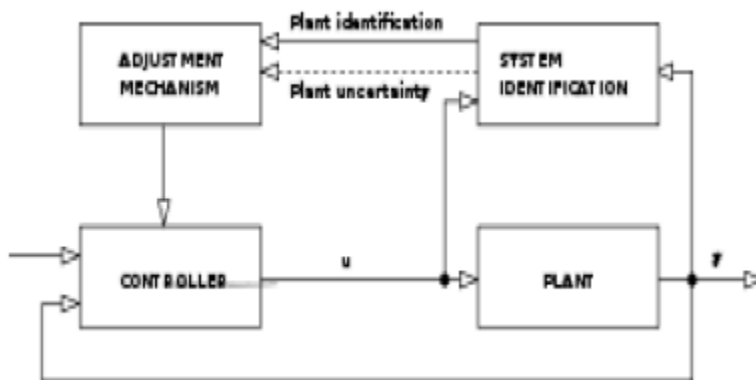 Plant identification
ADJUSTMENT
MECHANISM
SYSTEM
IDENTIFICATION
Plant uncertainty
u
CONTROLLER
PLANT